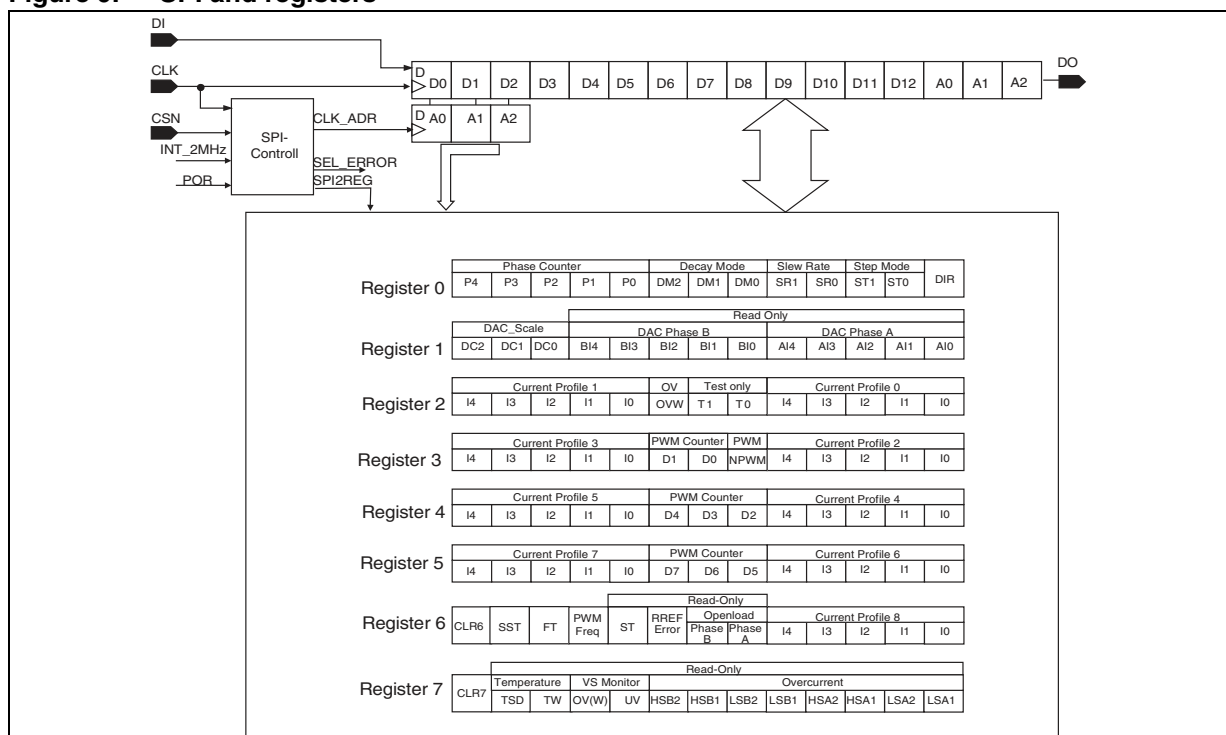 DI
CLK
CSN
INT_2MHz
POR
SPI-
Controll
CLK_ADR
SEL_ERROR
SPI2REG
D D0 D1 D2 D3 D4 D5 D6 D7 D8 D9 D10 D11 D12 A0 A1 A2
DO
D A0 A1 A2
Phase Counter Decay Mode Slew Rate Step Mode
Register 0 P4 P3 P2 P1 P0 DM2 DM1 DM0 SR1 SR0 ST1 ST0 DIR
Read Only
DAC_Scale DAC Phase B DAC Phase A
Register 1 DC2 DC1 DC0 BI4 BI3 BI2 BI1 BI0 AI4 AI3 AI2 AI1 AI0
Current Profile 1 OV Test only Current Profile 0
Register 2 I4 I3 I2 I1 I0 OVW T1 T0 I4 I3 I2 I1 I0
Current Profile 3 PWM Counter PWM Current Profile 2
Register 3 I4 I3 I2 I1 I0 D1 D0 NPWM I4 I3 I2 I1 I0
Current Profile 5 PWM Counter Current Profile 4
Register 4 I4 I3 I2 I1 I0 D4 D3 D2 I4 I3 I2 I1 I0
Current Profile 7 PWM Counter Current Profile 6
Register 5 I4 I3 I2 I1 I0 D7 D6 D5 I4 I3 I2 I1 I0
Read-Only
Openload Current Profile 8
Register 6 CLR6 SST FT PWM Freq ST RREF Error Phase B Phase A I4 I3 I2 I1 I0
Read-Only
Temperature VS Monitor Overcurrent
Register 7 CLR7 TSD TW OV(W) UV HSB2 HSB1 LSB2 LSB1 HSA2 HSA1 LSA2 LSA1